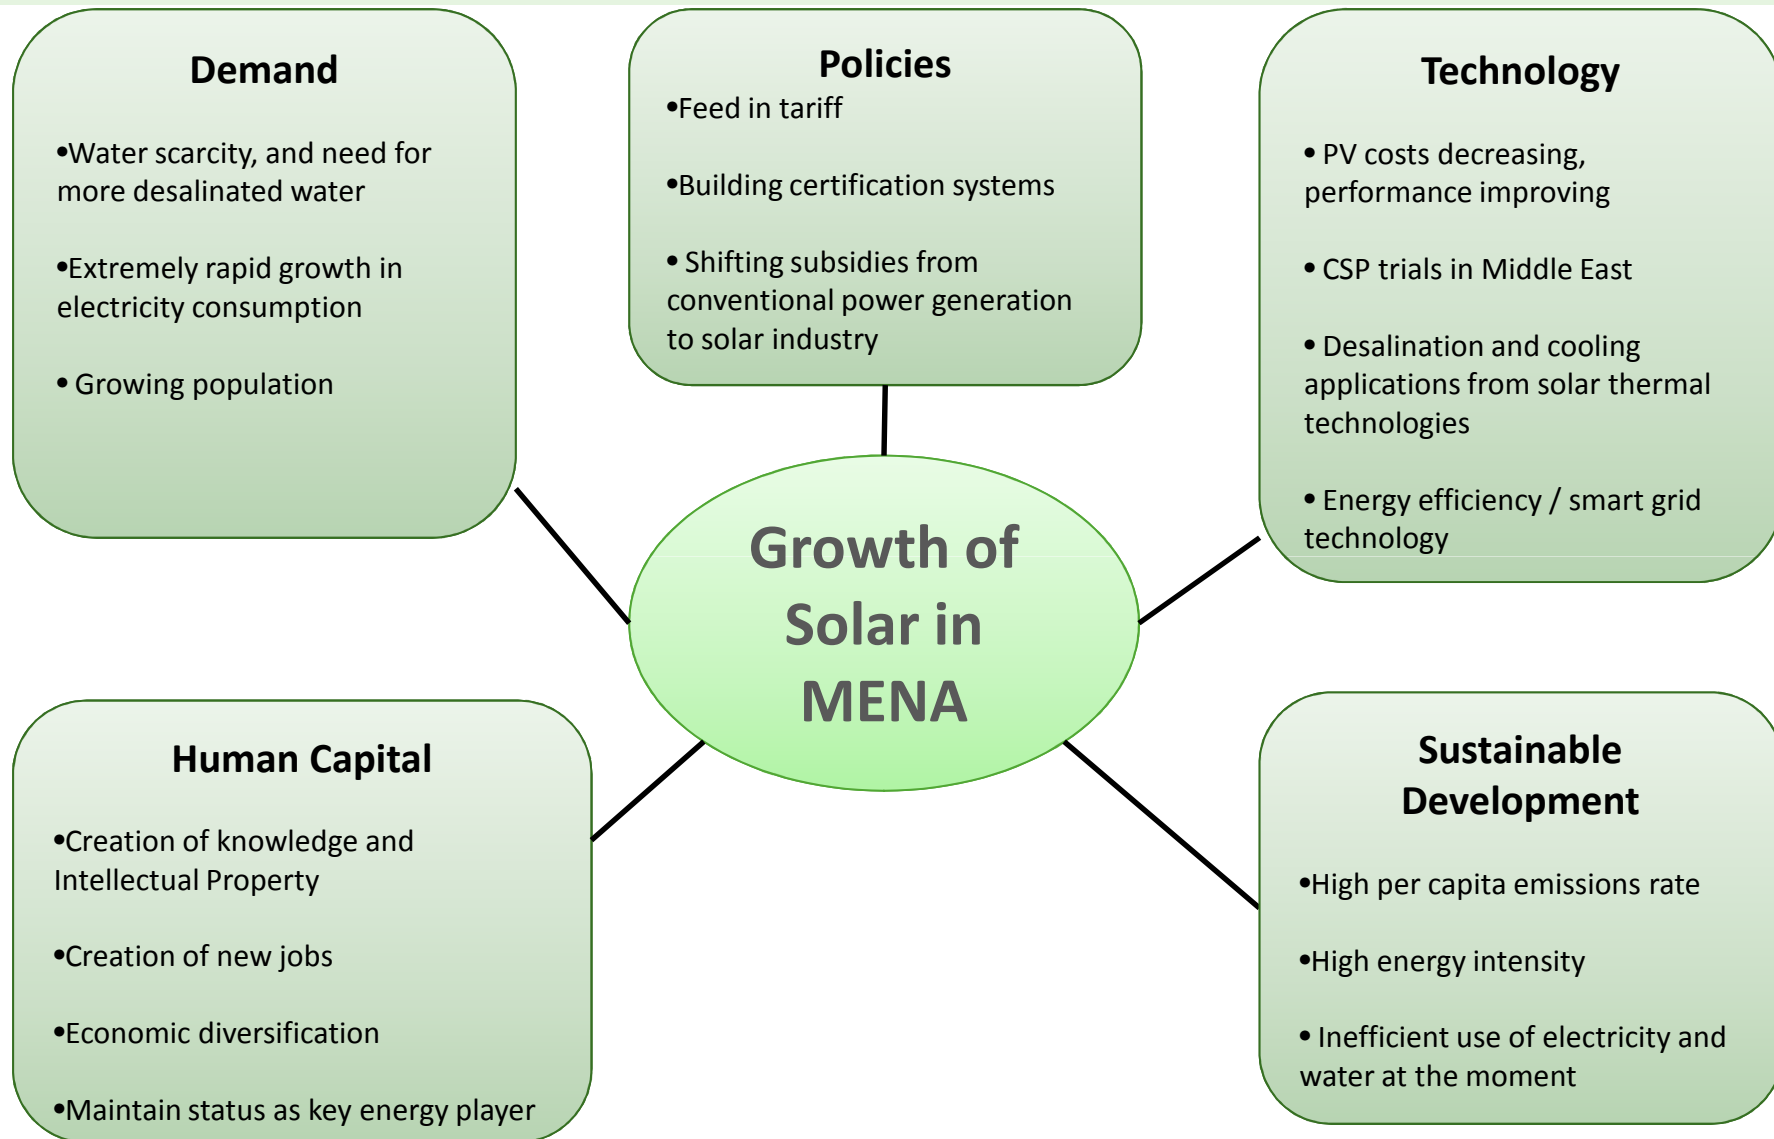 Demand
•Water scarcity, and need for
more desalinated water
•Extremely rapid growth in
electricity consumption
• Growing population
Policies
•Feed in tariff
•Building certification systems
• Shifting subsidies from
conventional power generation
to solar industry
Technology
• PV costs decreasing,
performance improving
• CSP trials in Middle East
• Desalination and cooling
applications from solar thermal
technologies
• Energy efficiency / smart grid
technology
Growth of
Solar in
MENA
Human Capital
•Creation of knowledge and
Intellectual Property
•Creation of new jobs
•Economic diversification
•Maintain status as key energy player
Sustainable
Development
•High per capita emissions rate
•High energy intensity
• Inefficient use of electricity and
water at the moment